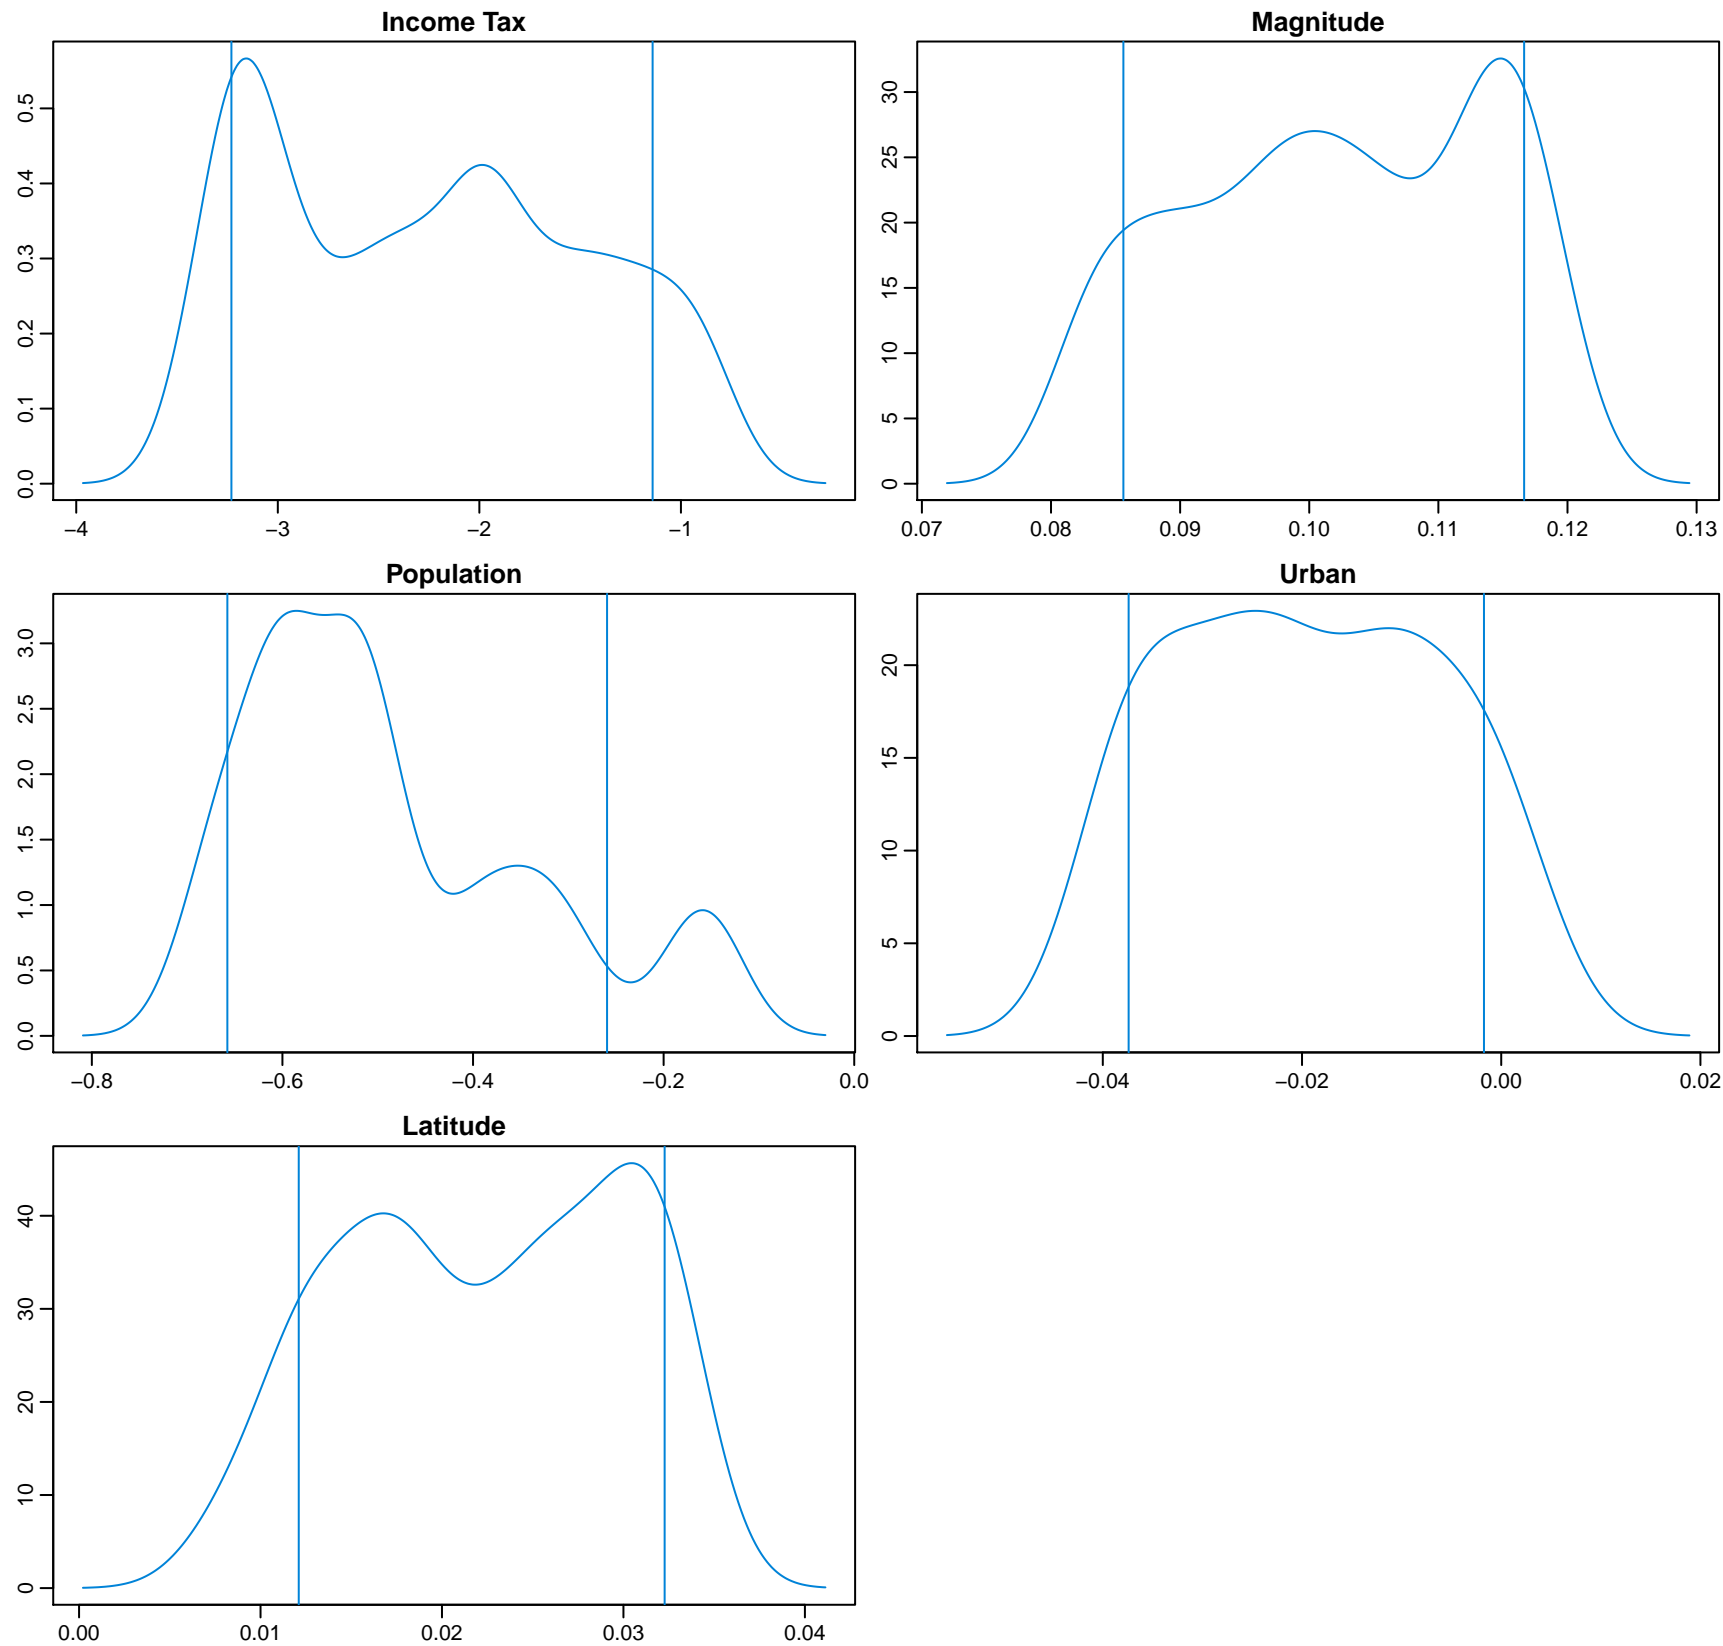 Income Tax
0.0 0.1 0.2 0.3 0.4 0.5
−4 −3 −2 −1
Magnitude
0 5 10 15 20 25 30
0.07 0.08 0.09 0.10 0.11 0.12 0.13
Population
0.0 0.5 1.0 1.5 2.0 2.5 3.0
−0.8 −0.6 −0.4 −0.2 0.0
Urban
0 5 10 15 20
−0.04 −0.02 0.00 0.02
Latitude
0 10 20 30 40
0.00 0.01 0.02 0.03 0.04